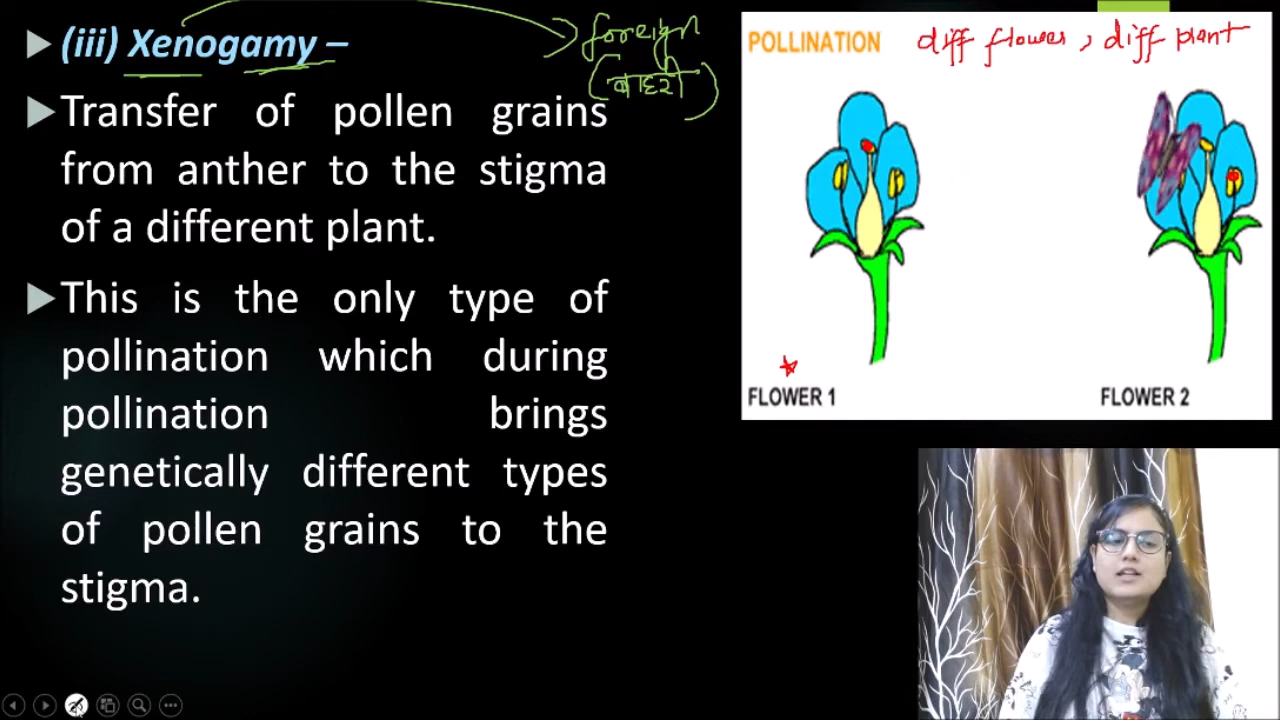 (iii) Xenogamy –
foreign
(बाहर)
Transfer of pollen grains
from anther to the stigma
of a different plant.
This is the only type of
pollination which during
pollination brings
genetically different types
of pollen grains to the
stigma.
POLLINATION diff flower, diff plant
FLOWER 1 FLOWER 2